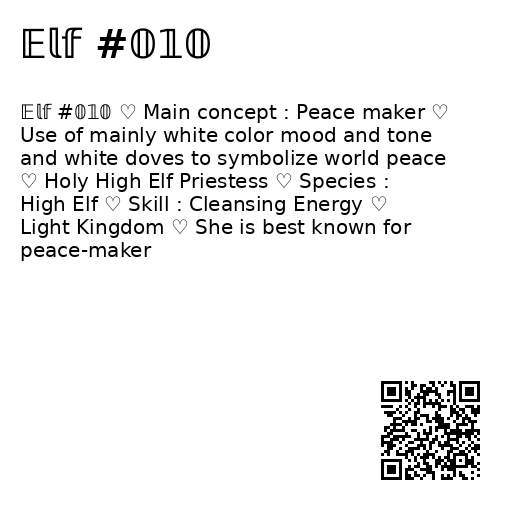 𝔼𝕝𝕗 #𝟘𝟙𝟘
𝔼𝕝𝕗 #𝟘𝟙𝟘 ♡ Main concept : Peace maker ♡
Use of mainly white color mood and tone
and white doves to symbolize world peace
♡ Holy High Elf Priestess ♡ Species :
High Elf ♡ Skill : Cleansing Energy ♡
Light Kingdom ♡ She is best known for
peace-maker